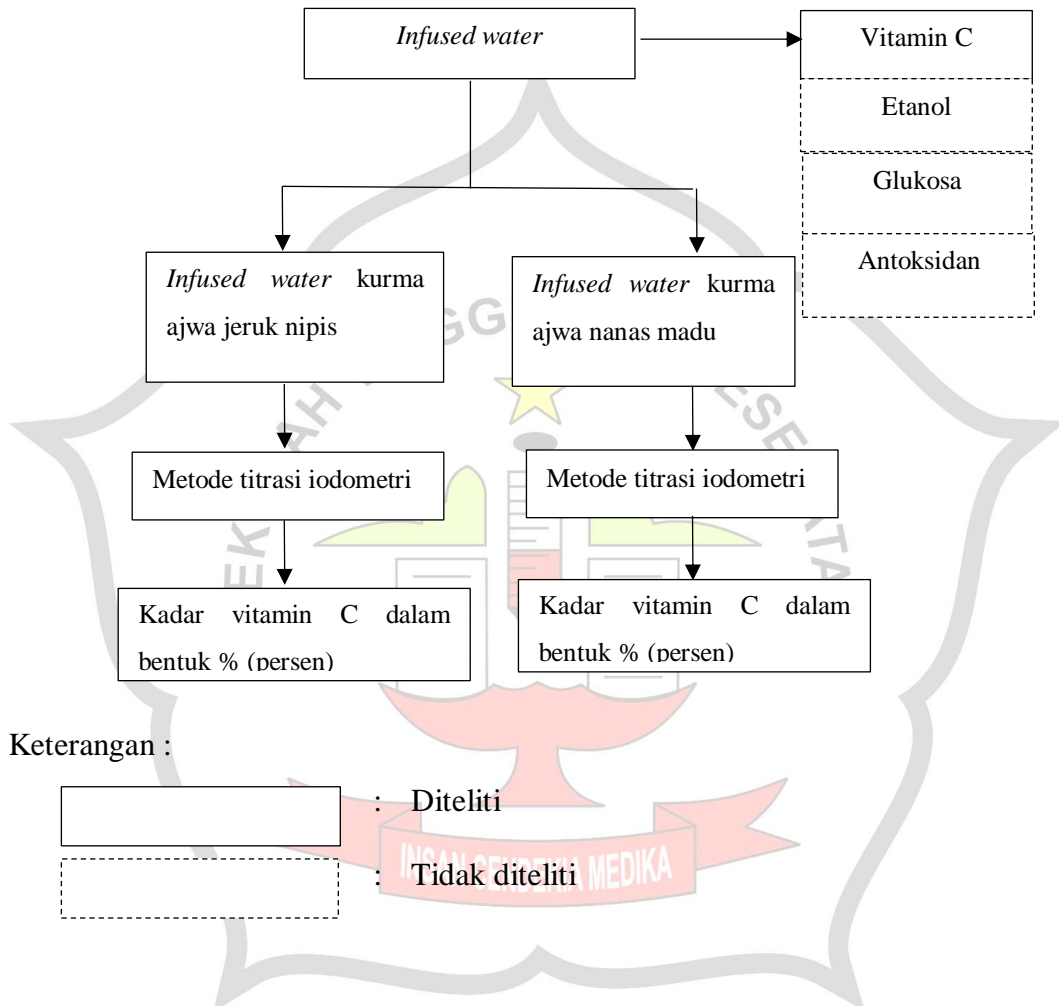 Infused water
Vitamin C
Etanol
Glukosa
Antoksidan
Infused water kurma
ajwa jeruk nipis
Infused water kurma
ajwa nanas madu
Metode titrasi iodometri
Metode titrasi iodometri
Kadar vitamin C dalam
bentuk % (persen)
Kadar vitamin C dalam
bentuk % (persen)
Keterangan :
: Diteliti
: Tidak diteliti
INSAN CENDEKIA MEDIKA